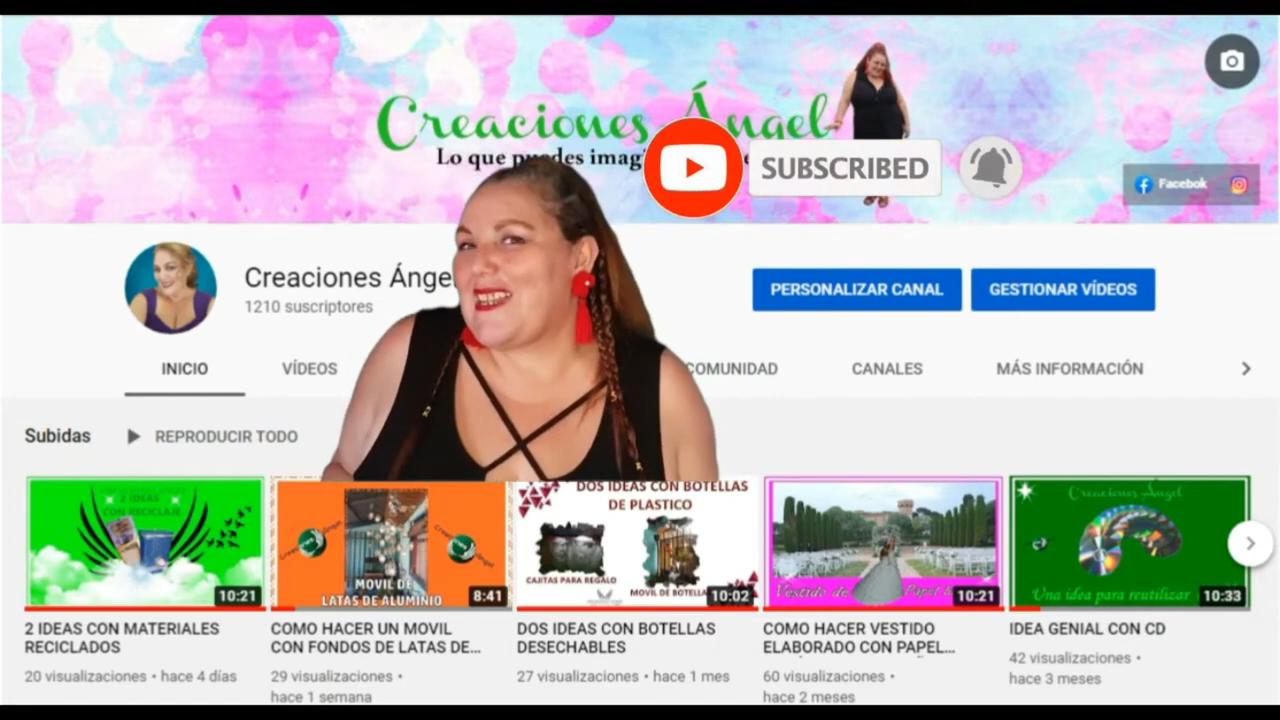 Creaciones Ángel
Lo que puedes imagi
SUBSCRIBED
Facebok
Creaciones Ánge
1210 suscriptores
PERSONALIZAR CANAL
GESTIONAR VÍDEOS
INICIO
VÍDEOS
COMUNIDAD
CANALES
MÁS INFORMACIÓN
Subidas
REPRODUCIR TODO
2 IDEAS
CON RECICLAJE
10:21
MOVIL DE
LATAS DE ALUMINIO
8:41
DOS IDEAS CON BOTELLAS
DE PLASTICO
CAJITAS PARA REGALO
MOVIL DE BOTELLA
10:02
Vestido de
Papel
10:21
Creaciones Ángel
Una idea para reutilizar
10:33
2 IDEAS CON MATERIALES
RECICLADOS
20 visualizaciones • hace 4 días
COMO HACER UN MOVIL
CON FONDOS DE LATAS DE...
29 visualizaciones •
hace 1 semana
DOS IDEAS CON BOTELLAS
DESECHABLES
27 visualizaciones • hace 1 mes
COMO HACER VESTIDO
ELABORADO CON PAPEL...
60 visualizaciones •
hace 2 meses
IDEA GENIAL CON CD
42 visualizaciones •
hace 3 meses